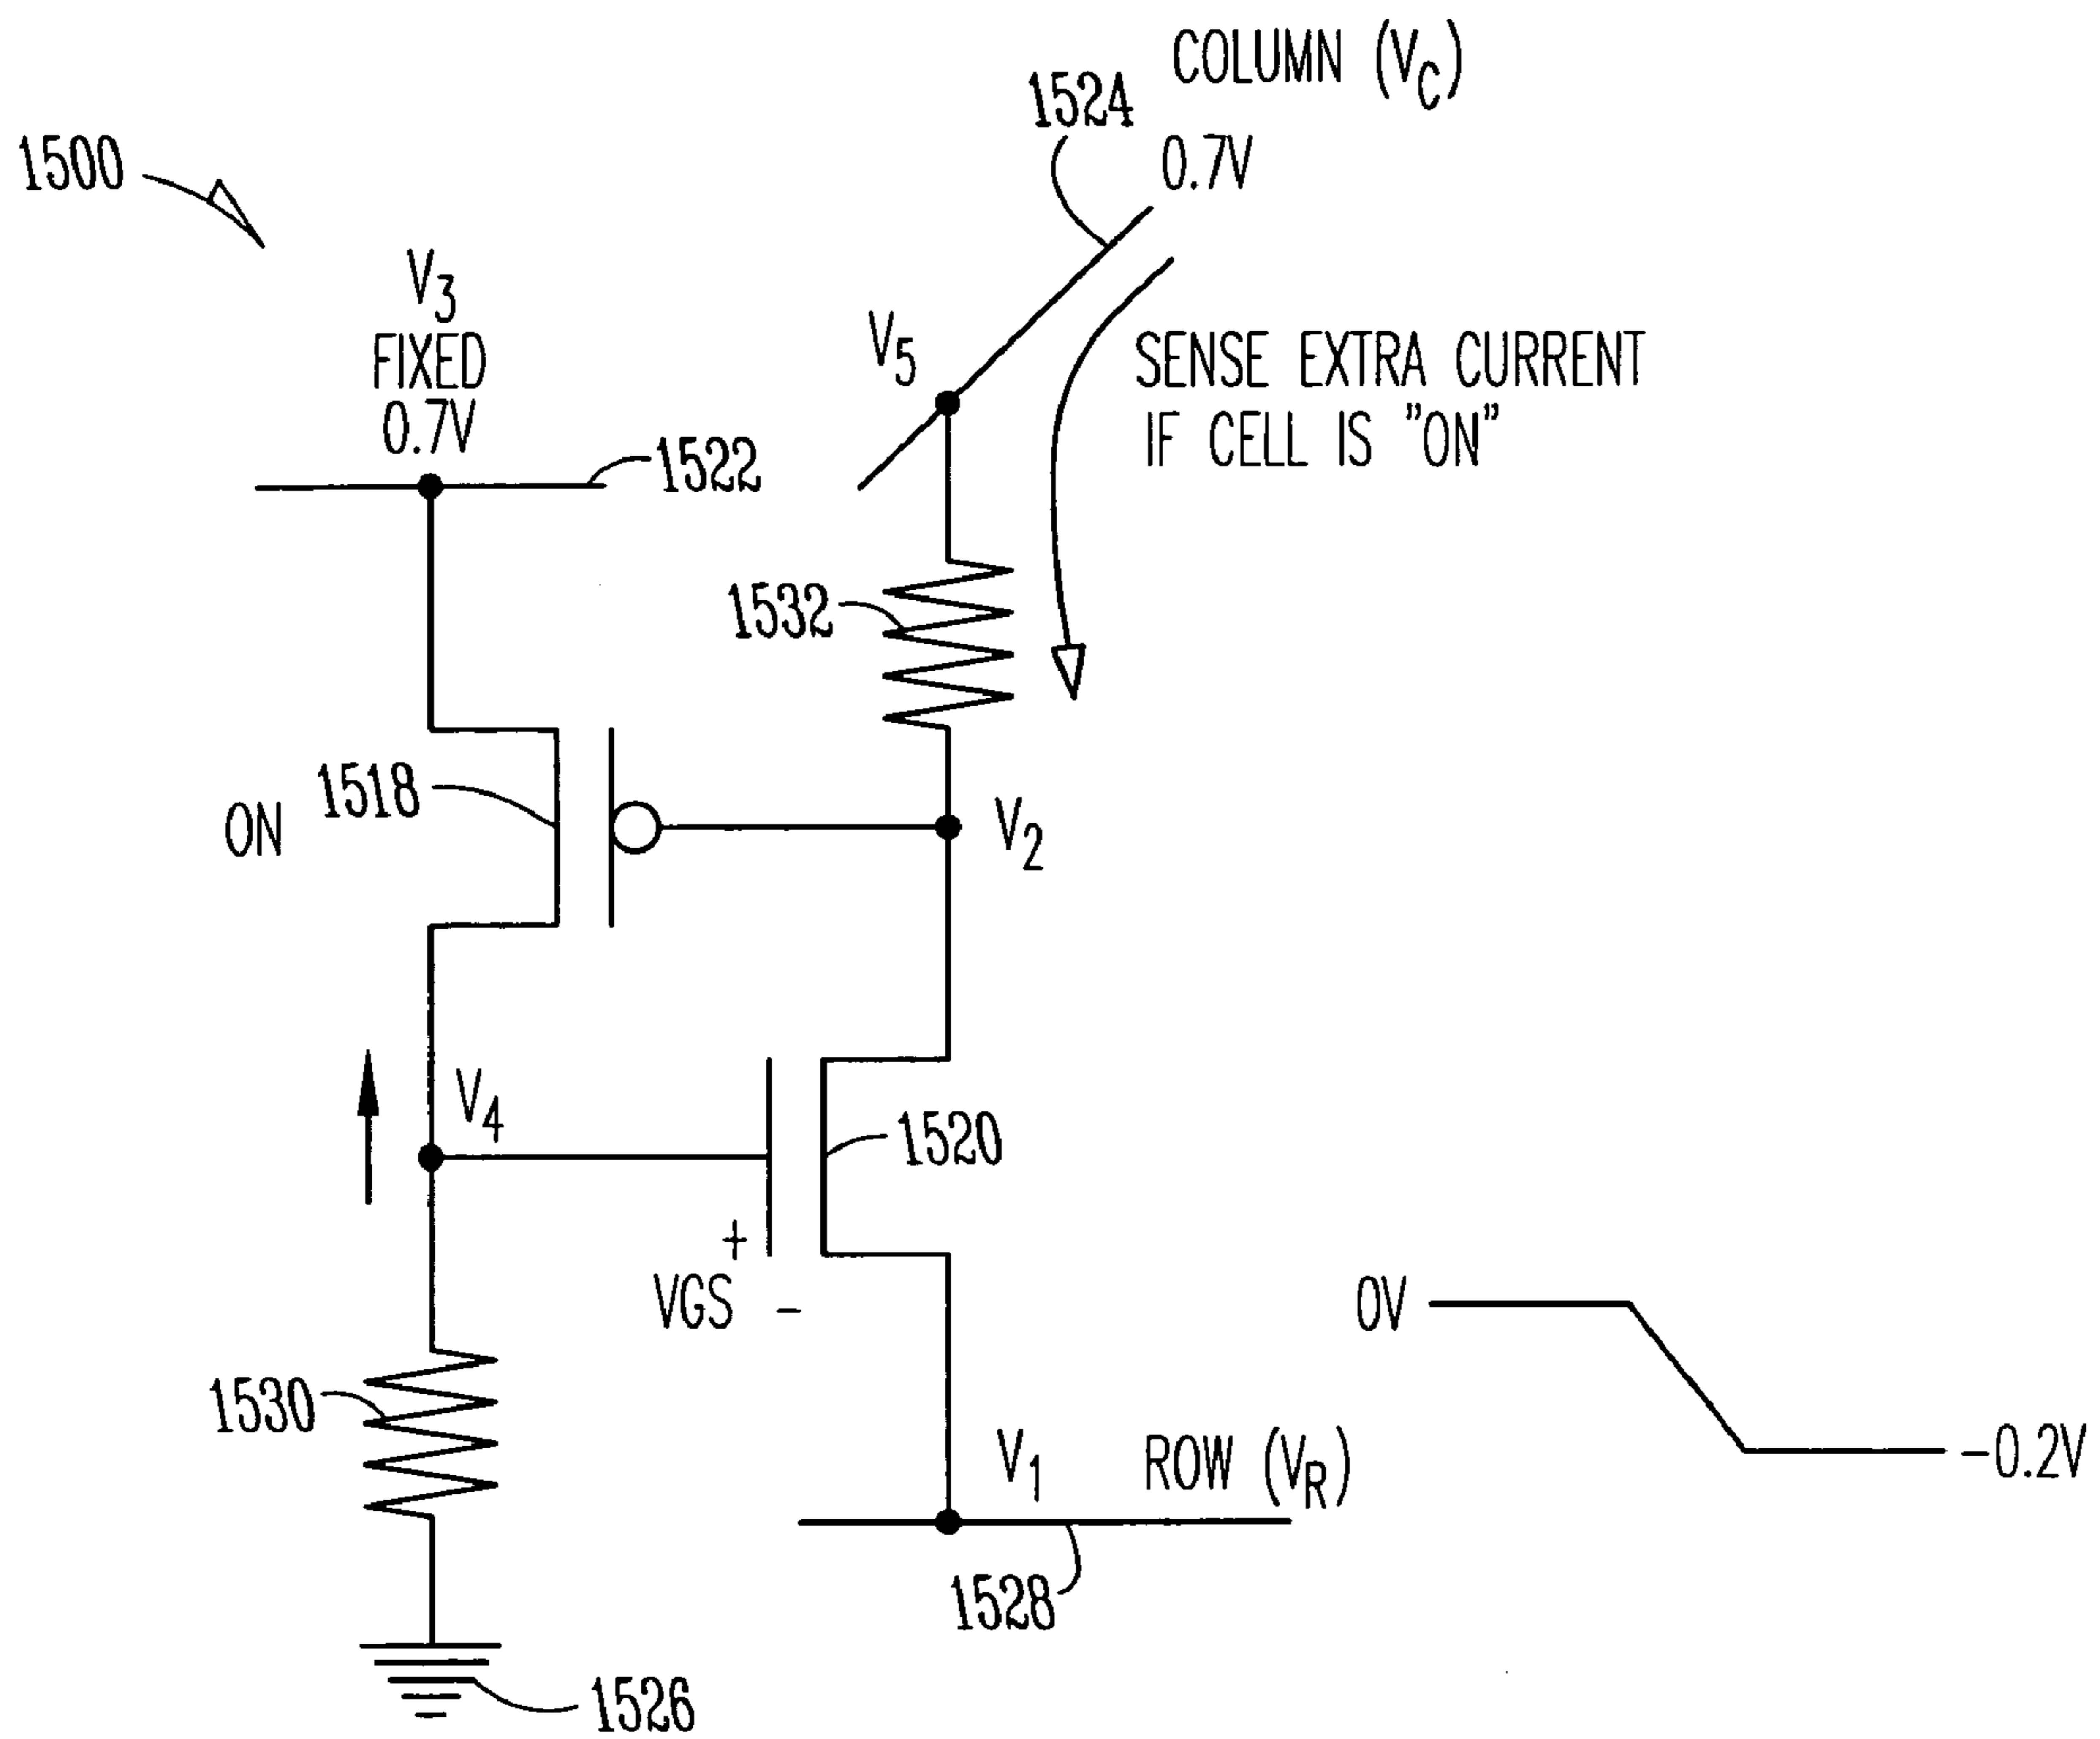 COLUMN (VC)
1524
0.7V
1500
V3
FIXED
0.7V
V5
SENSE EXTRA CURRENT
IF CELL IS "ON"
1522
1532
1518
ON
V2
V4
1520
+
VGS -
0V
-0.2V
1530
V1
ROW (VR)
1528
1526